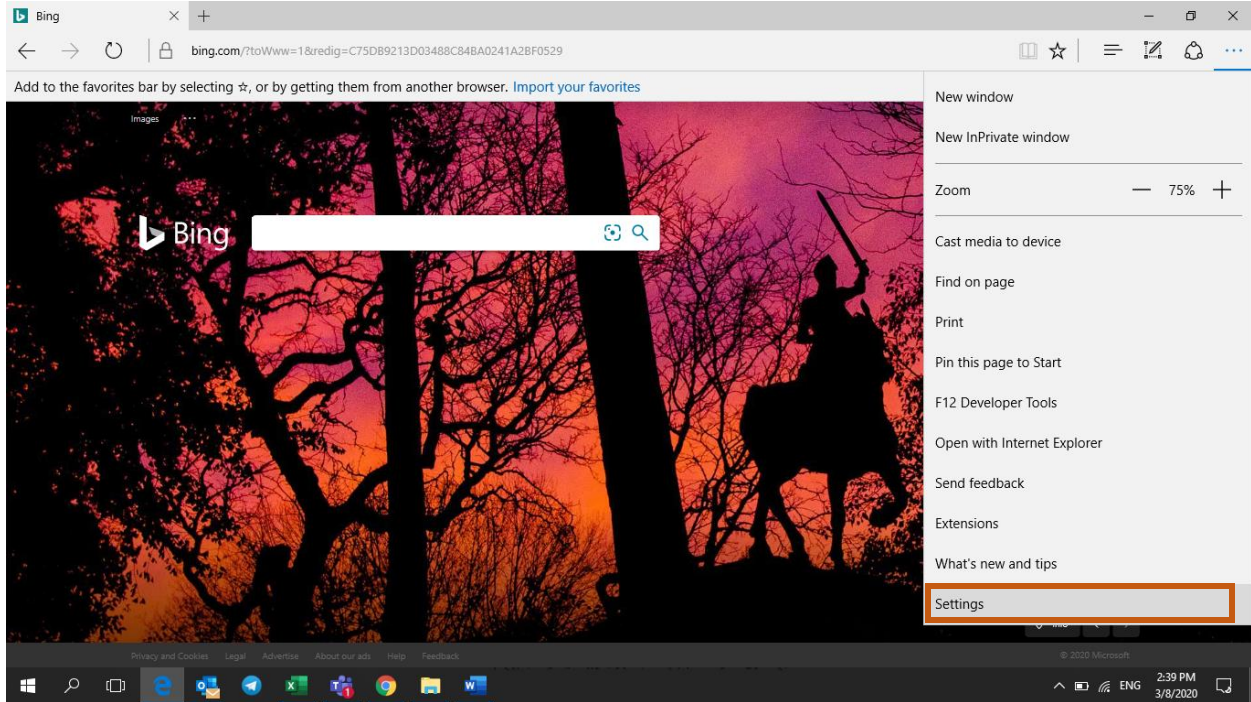 Bing
bing.com/?toWww=1&redig=C75DB9213D03488C84BA0241A2BF0529
Add to the favorites bar by selecting ☆, or by getting them from another browser. Import your favorites
Images ...
Bing
New window
New InPrivate window
Zoom — 75% +
Cast media to device
Find on page
Print
Pin this page to Start
F12 Developer Tools
Open with Internet Explorer
Send feedback
Extensions
What's new and tips
Settings
Privacy and Cookies Legal Advertise About our ads Help Feedback © 2020 Microsoft
ENG
2:39 PM
3/8/2020